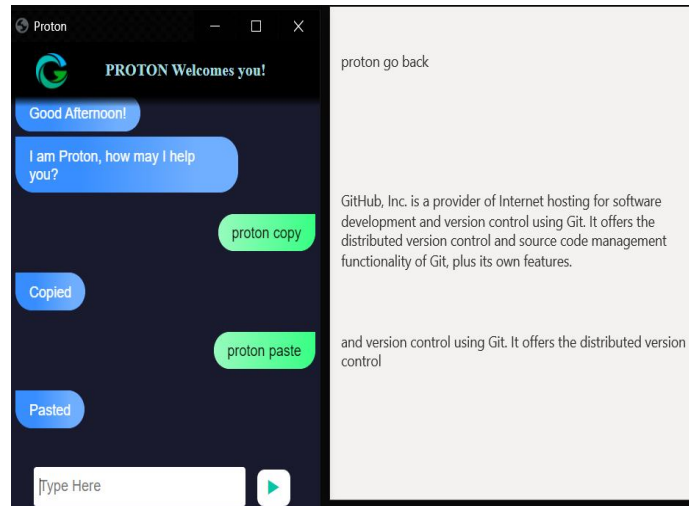 Proton
PROTON Welcomes you!
Good Afternoon!
I am Proton, how may I help
you?
proton copy
Copied
proton paste
Pasted
Type Here
proton go back
GitHub, Inc. is a provider of Internet hosting for software
development and version control using Git. It offers the
distributed version control and source code management
functionality of Git, plus its own features.
and version control using Git. It offers the distributed version
control